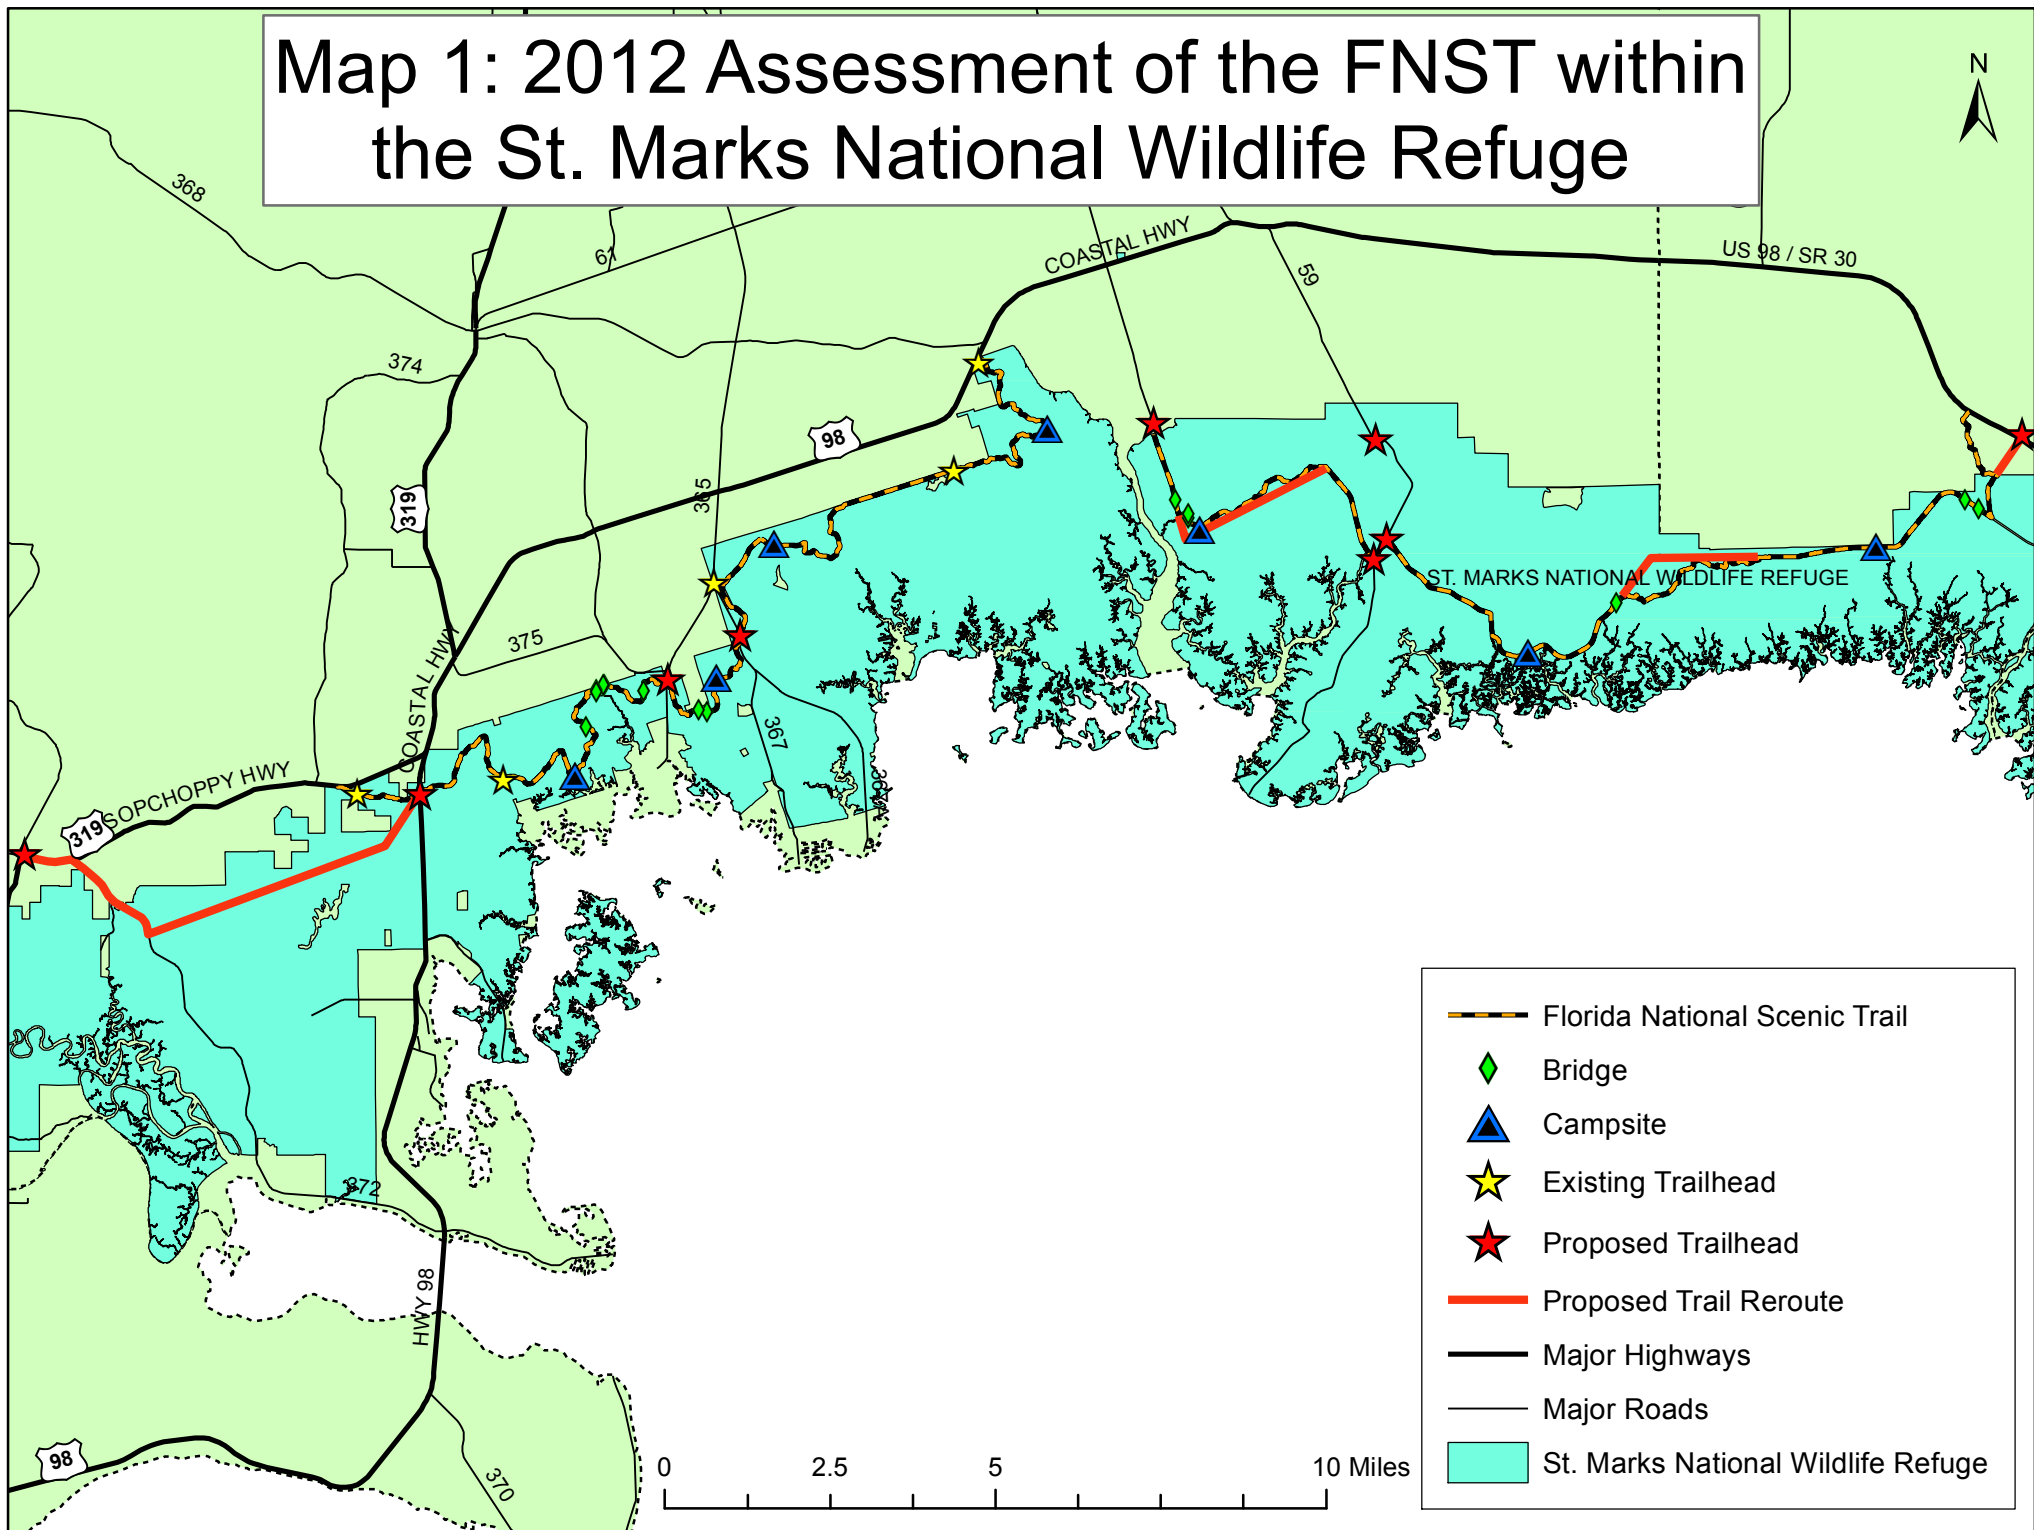 Map 1: 2012 Assessment of the FNST within
the St. Marks National Wildlife Refuge
N
368
61
COASTAL HWY
59
US 98 / SR 30
374
98
319
365
ST. MARKS NATIONAL WILDLIFE REFUGE
375
COASTAL HWY
367
367A
SOPCHOPPY HWY
319
372
HWY 98
98
370
0
2.5
5
10 Miles
Florida National Scenic Trail
Bridge
Campsite
Existing Trailhead
Proposed Trailhead
Proposed Trail Reroute
Major Highways
Major Roads
St. Marks National Wildlife Refuge